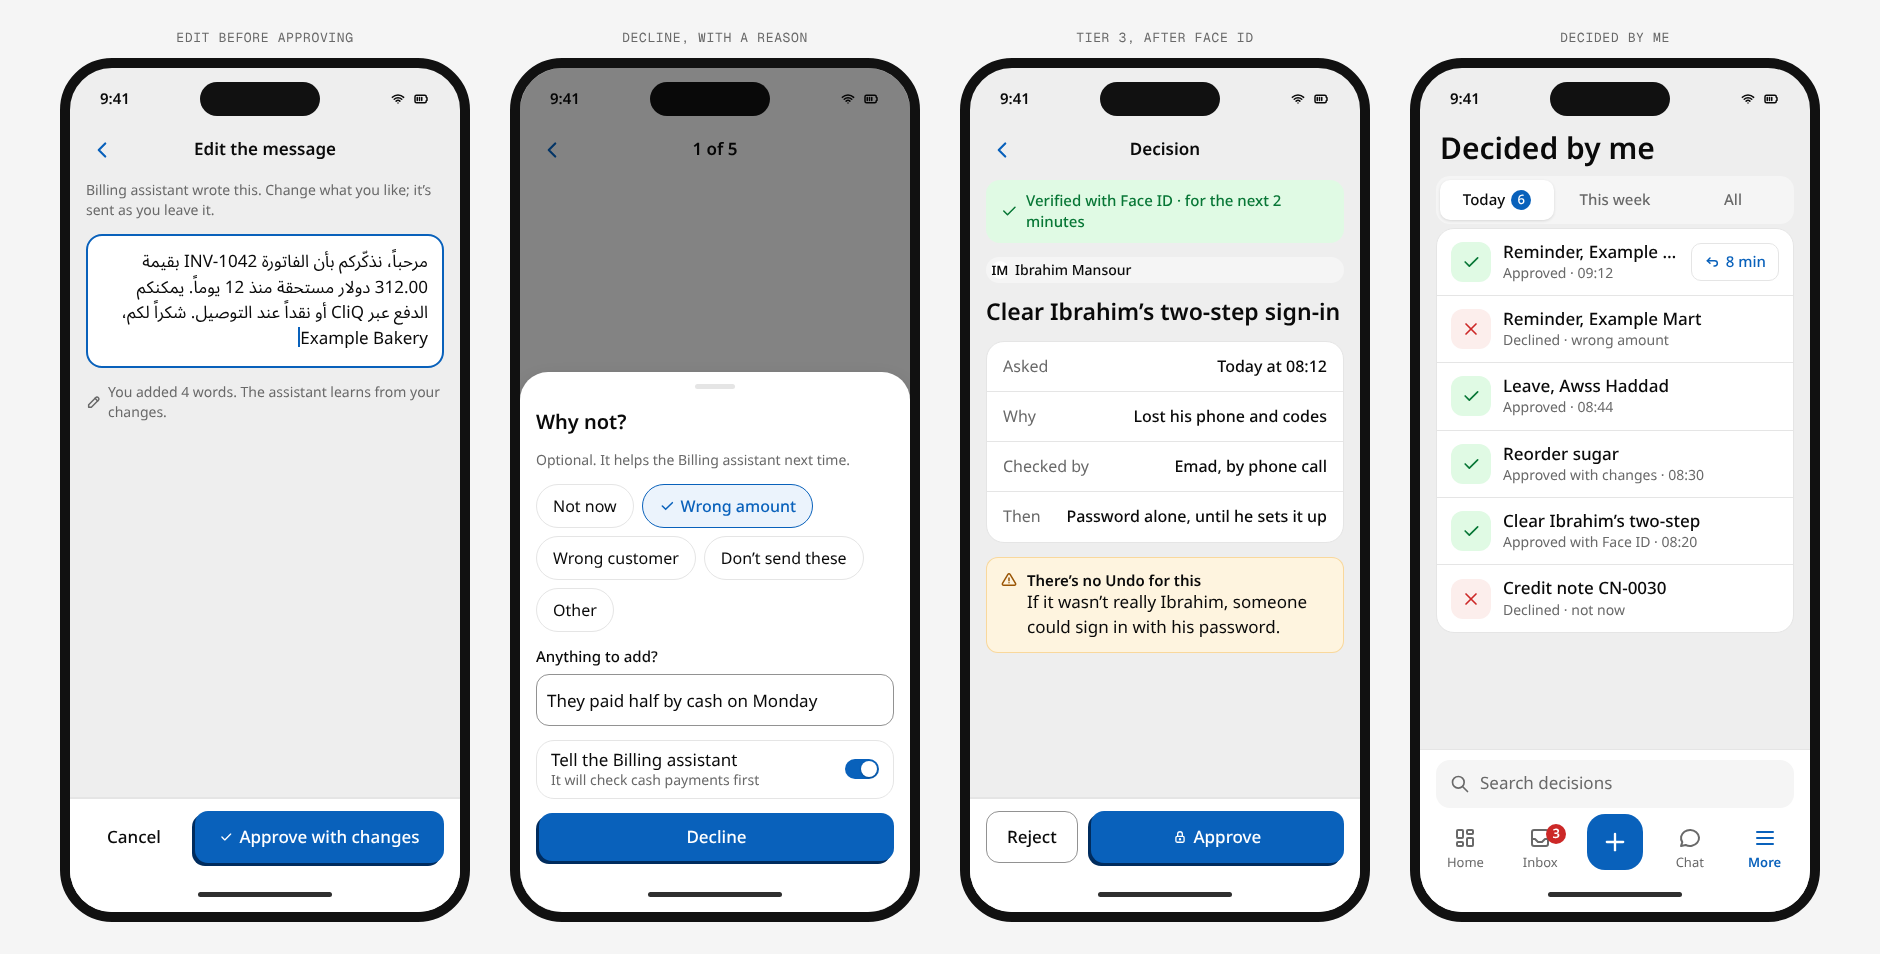 EDIT BEFORE APPROVING
9:41
Edit the message
Billing assistant wrote this. Change what you like; it’s
sent as you leave it.
مرحباً، نذكّركم بأن الفاتورة INV-1042 بقيمة
312.00 دولار مستحقة منذ 12 يوماً. يمكنكم
الدفع عبر CliQ أو نقداً عند التوصيل. شكراً لكم،
Example Bakery
You added 4 words. The assistant learns from your
changes.
Cancel
Approve with changes
DECLINE, WITH A REASON
9:41
1 of 5
Why not?
Optional. It helps the Billing assistant next time.
Not now
Wrong amount
Wrong customer
Don’t send these
Other
Anything to add?
They paid half by cash on Monday
Tell the Billing assistant
It will check cash payments first
Decline
TIER 3, AFTER FACE ID
9:41
Decision
Verified with Face ID · for the next 2
minutes
IM Ibrahim Mansour
Clear Ibrahim’s two-step sign-in
Asked Today at 08:12
Why Lost his phone and codes
Checked by Emad, by phone call
Then Password alone, until he sets it up
There’s no Undo for this
If it wasn’t really Ibrahim, someone
could sign in with his password.
Reject
Approve
DECIDED BY ME
9:41
Decided by me
Today 6
This week
All
Reminder, Example ...
Approved · 09:12
8 min
Reminder, Example Mart
Declined · wrong amount
Leave, Awss Haddad
Approved · 08:44
Reorder sugar
Approved with changes · 08:30
Clear Ibrahim’s two-step
Approved with Face ID · 08:20
Credit note CN-0030
Declined · not now
Search decisions
Home
Inbox 3
Chat
More